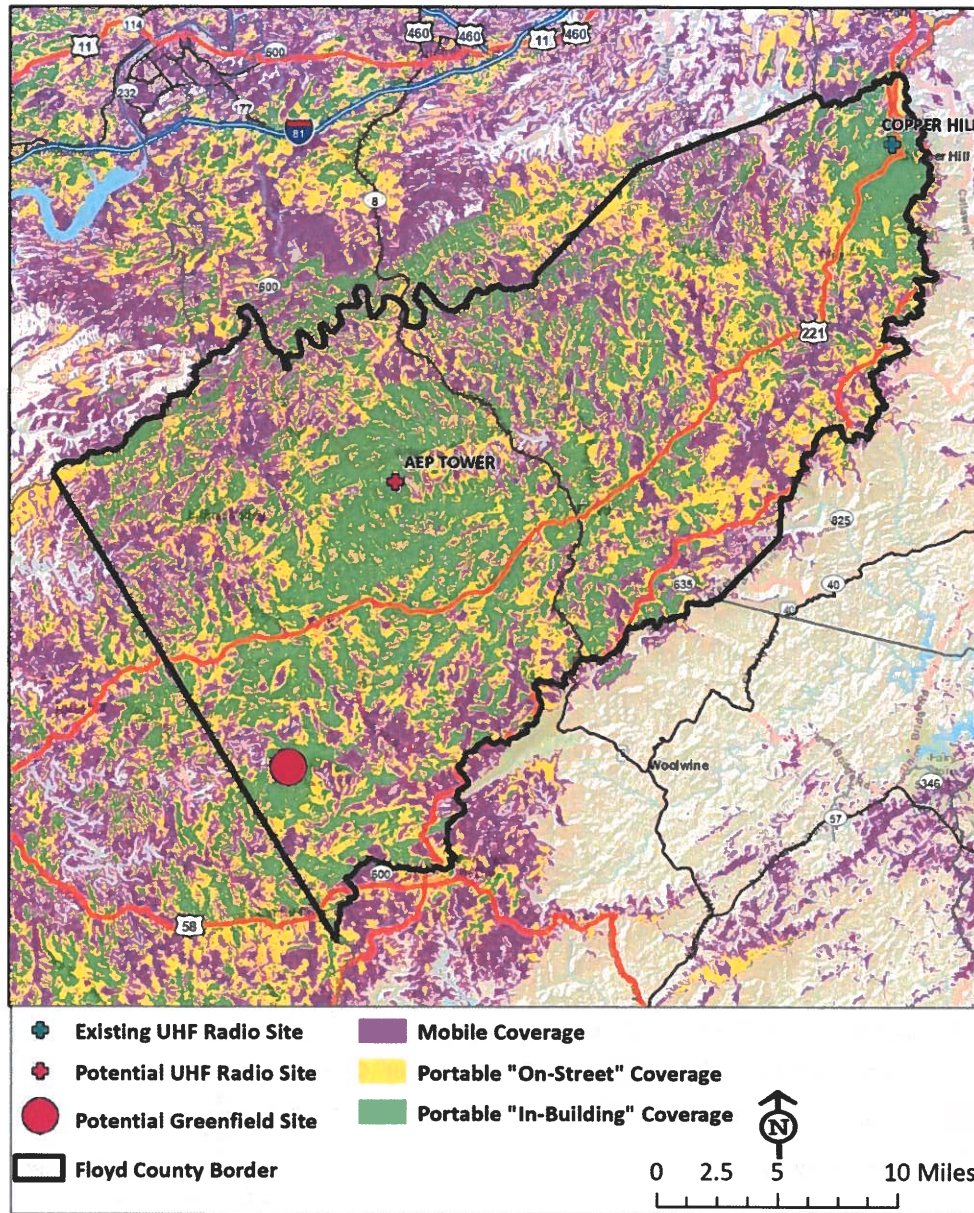 114
11
460
460
11
460
600
232
177
81
COPPER HILL
8
600
221
AEP TOWER
825
635
40
40
Woolwine
346
57
600
58
Existing UHF Radio Site
Potential UHF Radio Site
Potential Greenfield Site
Floyd County Border
Mobile Coverage
Portable "On-Street" Coverage
Portable "In-Building" Coverage
N
0 2.5 5 10 Miles